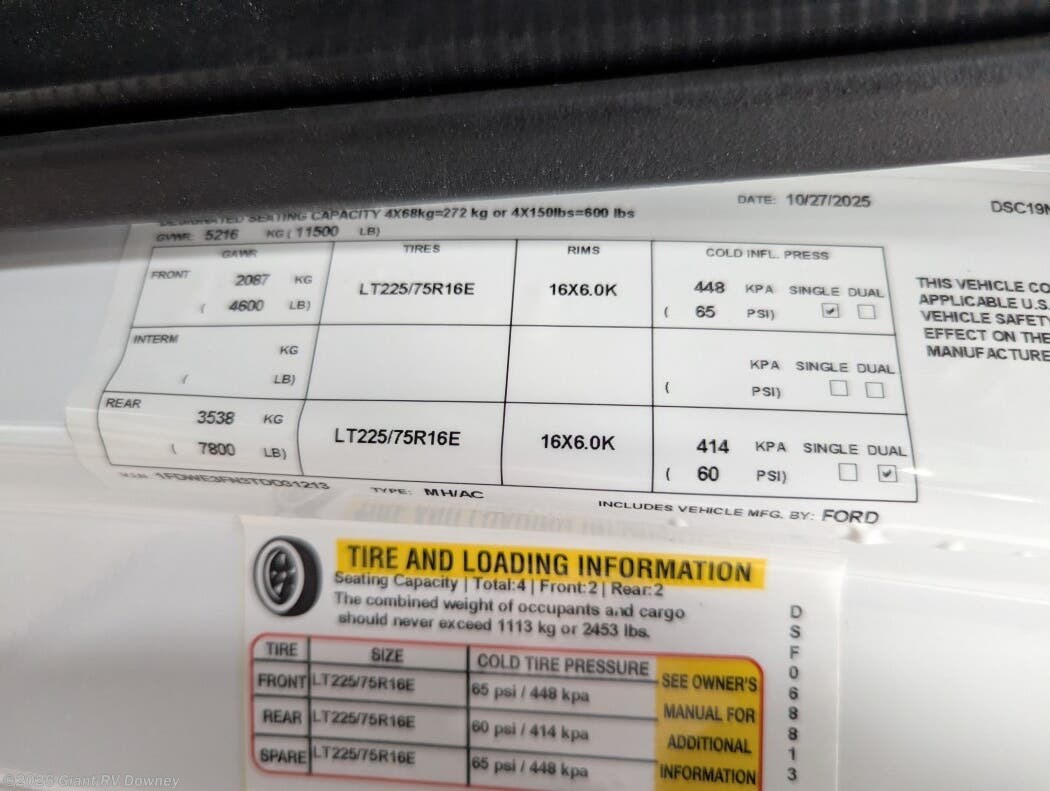 DESIGNATED SEATING CAPACITY 4X68kg=272 kg or 4X150lbs=600 lbs
DATE: 10/27/2025
DSC19
GVWR: 5216 KG ( 11500 LB)
GAWR TIRES RIMS COLD INFL. PRESS
FRONT 2087 KG LT225/75R16E 16X6.0K 448 KPA SINGLE DUAL
( 4600 LB) ( 65 PSI)
INTERM KG KPA SINGLE DUAL
( LB) ( PSI)
REAR 3538 KG LT225/75R16E 16X6.0K 414 KPA SINGLE DUAL
( 7800 LB) ( 60 PSI)
1FDWE3FN3TDD31213 TYPE: MH/AC INCLUDES VEHICLE MFG. BY: FORD
THIS VEHICLE CO
APPLICABLE U.S.
VEHICLE SAFETY
EFFECT ON THE
MANUFACTURE
TIRE AND LOADING INFORMATION
Seating Capacity | Total:4 | Front:2 | Rear:2
The combined weight of occupants and cargo
should never exceed 1113 kg or 2453 lbs.
TIRE SIZE COLD TIRE PRESSURE
FRONT LT225/75R16E 65 psi / 448 kpa
REAR LT225/75R16E 60 psi / 414 kpa
SPARE LT225/75R16E 65 psi / 448 kpa
SEE OWNER'S
MANUAL FOR
ADDITIONAL
INFORMATION
DSF068813
©2026 Giant RV Downey